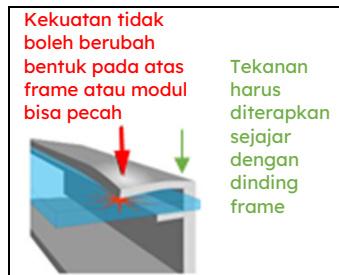 Kekuatan tidak
boleh berubah
bentuk pada atas
frame atau modul
bisa pecah
Tekanan
harus
diterapkan
sejajar
dengan
dinding
frame